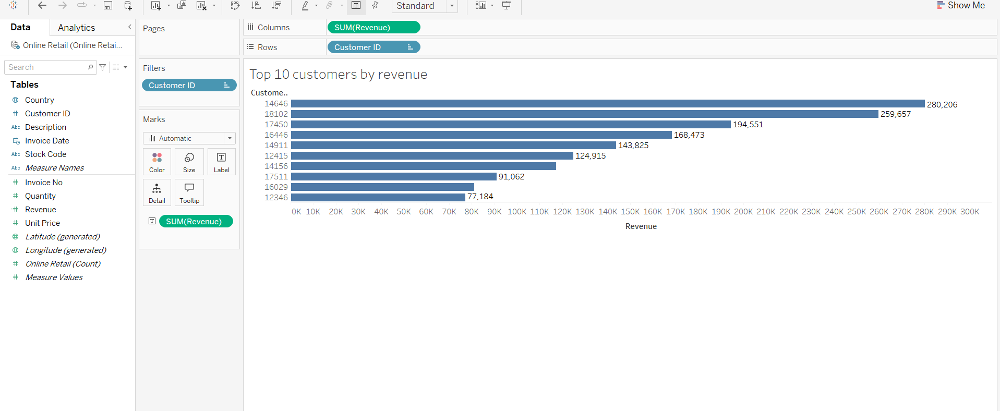 Standard
Show Me
Data
Analytics
Online Retail (Online Retai...
Search
Tables
Country
Customer ID
Abc Description
Invoice Date
Abc Stock Code
Abc Measure Names
Invoice No
Quantity
Revenue
Unit Price
Latitude (generated)
Longitude (generated)
Online Retail (Count)
Measure Values
Pages
Filters
Customer ID
Marks
Automatic
Color Size Label
Detail Tooltip
SUM(Revenue)
Columns SUM(Revenue)
Rows Customer ID
Top 10 customers by revenue
Custome..
14646 280,206
18102 259,657
17450 194,551
16446 168,473
14911 143,825
12415 124,915
14156
17511 91,062
16029
12346 77,184
0K 10K 20K 30K 40K 50K 60K 70K 80K 90K 100K 110K 120K 130K 140K 150K 160K 170K 180K 190K 200K 210K 220K 230K 240K 250K 260K 270K 280K 290K 300K
Revenue